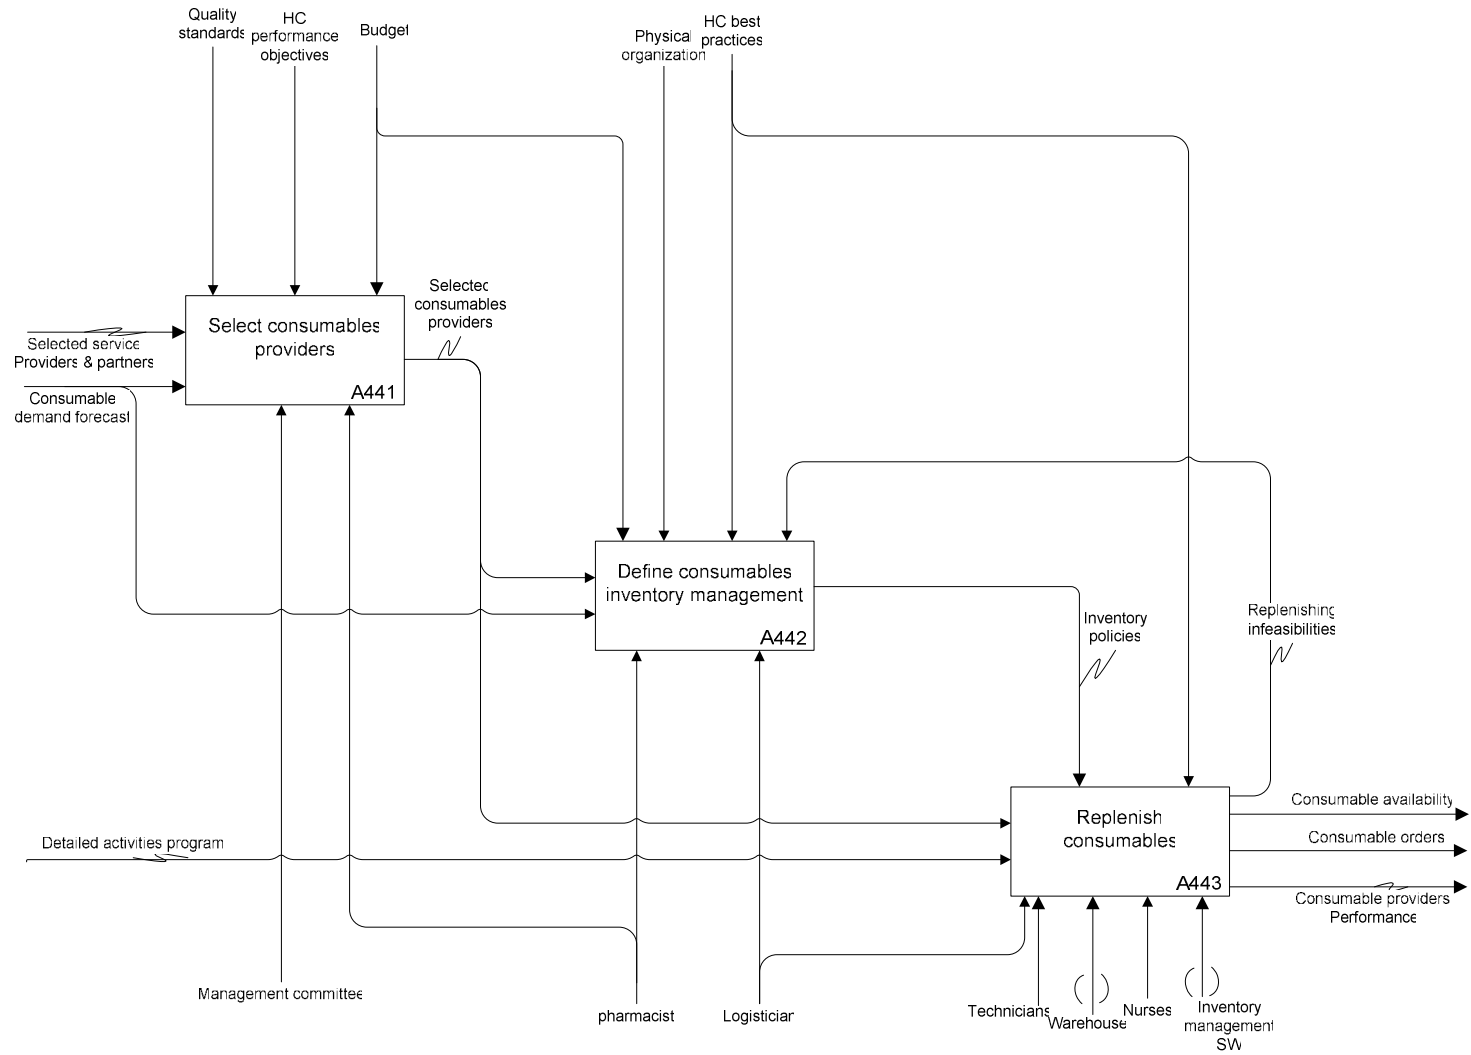 Quality
standards
HC
performance
objectives
Budget
Physical
organization
HC best
practices
Selected
consumables
providers
Select consumables
providers
A441
Selected service
Providers & partners
Consumable
demand forecast
Define consumables
inventory management
A442
Inventory
policies
Replenishing
infeasibilities
Replenish
consumables
A443
Consumable availability
Consumable orders
Consumable providers
Performance
Detailed activities program
Management committee
pharmacist
Logistician
Technicians
Warehouse
Nurses
Inventory
management
SW